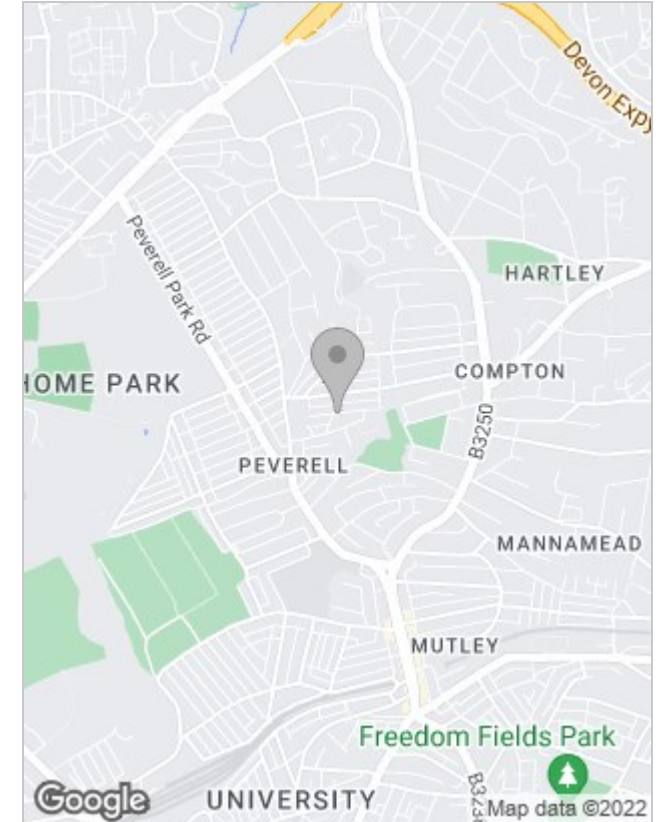 Devon Expy
Peverell Park Rd
HARTLEY
HOME PARK
COMPTON
B3250
PEVERELL
MANNAMEAD
MUTLEY
Freedom Fields Park
UNIVERSITY
B3250
Google
Map data ©2022